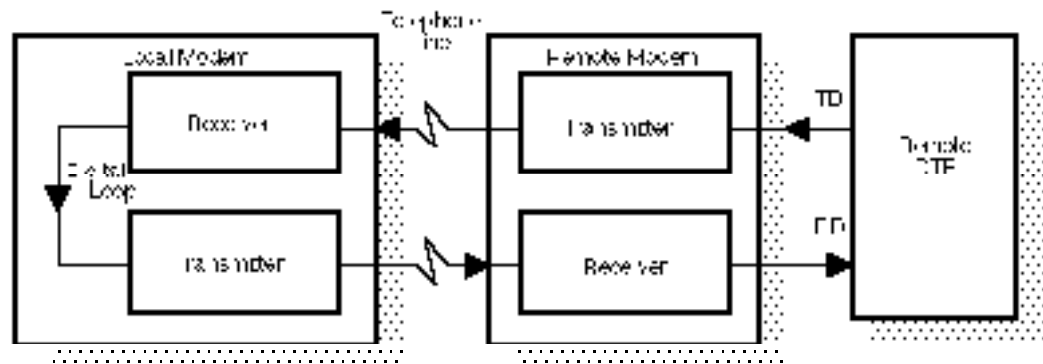 Telephone
Line
Local Modem
Remote Modem
Receiver
Transmitter
TD
Remote
DTE
Digital
Loop
Transmitter
Receiver
RD